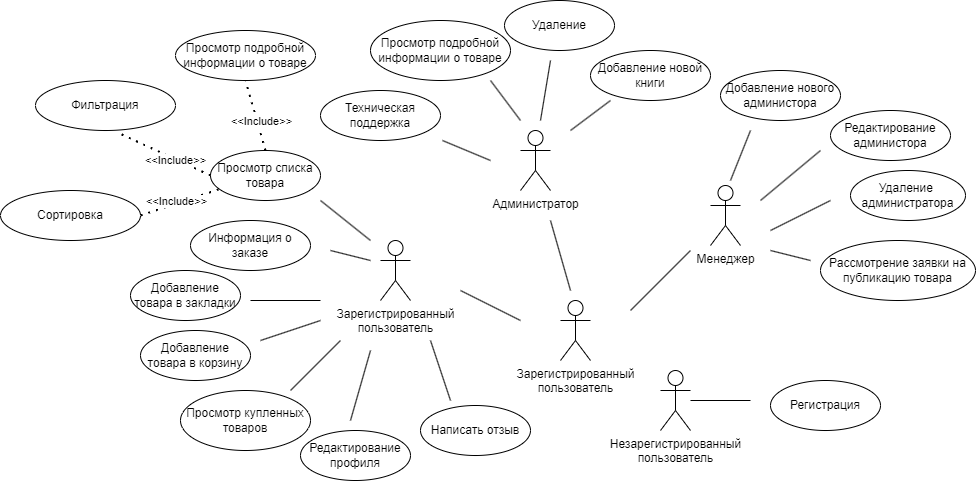 Удаление
Просмотр подробной
информации о товаре
Просмотр подробной
информации о товаре
Добавление новой
книги
Добавление нового
администора
Фильтрация
Техническая
поддержка
<<Include>>
Редактирование
администора
<<Include>>
Просмотр списка
товара
Удаление
администратора
<<Include>>
Сортировка
Администратор
Информация о
заказе
Менеджер
Рассмотрение заявки на
публикацию товара
Добавление
товара в закладки
Зарегистрированный
пользователь
Добавление
товара в корзину
Зарегистрированный
пользователь
Просмотр купленных
товаров
Регистрация
Написать отзыв
Редактирование
профиля
Незарегистрированный
пользователь